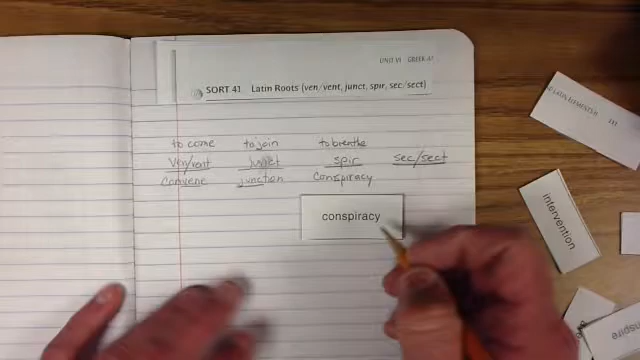 UNIT VI GREEK A
SORT 41 Latin Roots (ven/vent, junct, spir, sec/sect)
to come to join to breathe
ven/vent junct spir sec/sect
convene junction conspiracy
conspiracy
intervention